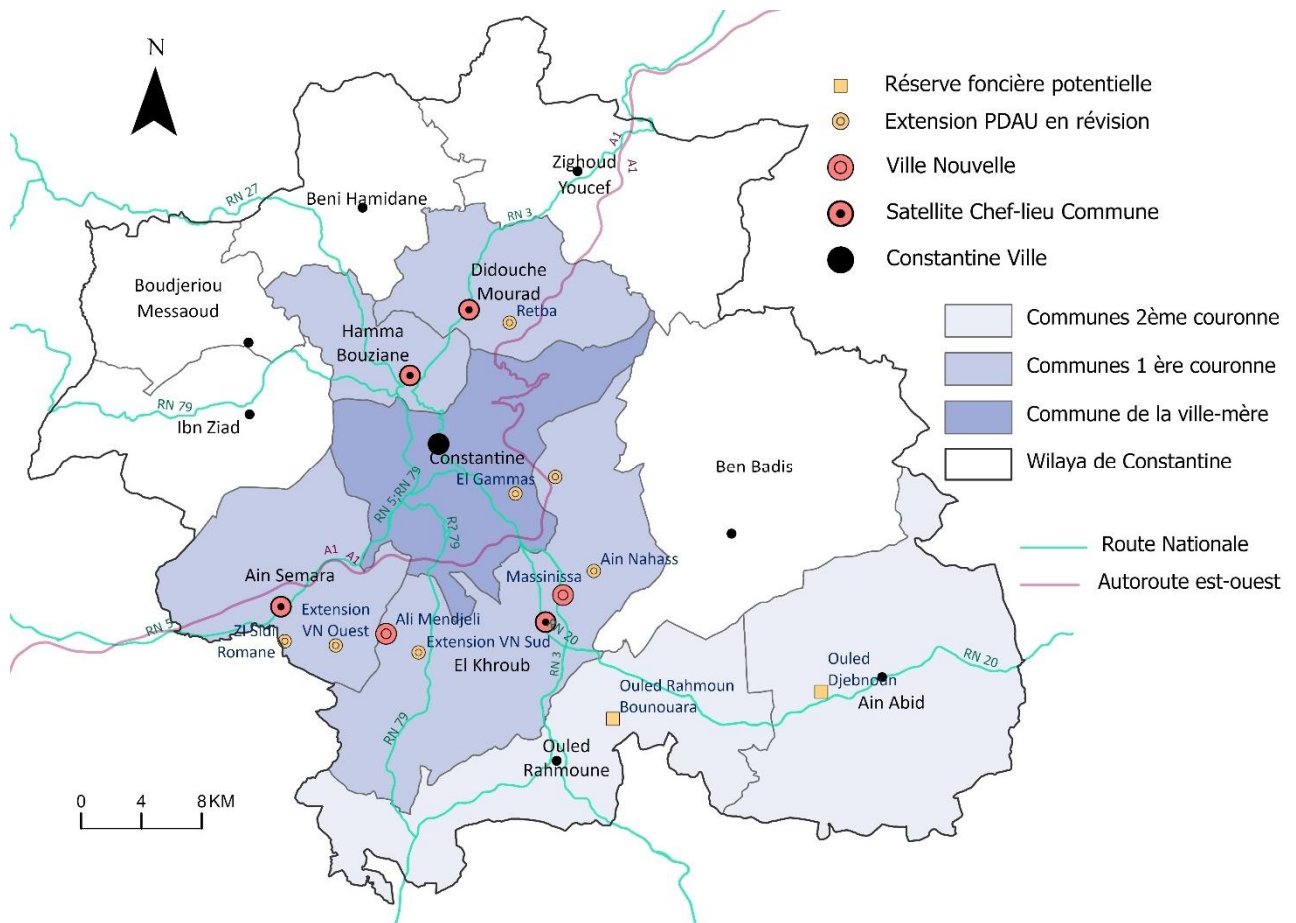 N
Réserve foncière potentielle
Extension PDAU en révision
Ville Nouvelle
Satellite Chef-lieu Commune
Constantine Ville
Communes 2ème couronne
Communes 1 ère couronne
Commune de la ville-mère
Wilaya de Constantine
Route Nationale
Autoroute est-ouest
A1
A1
Zighoud
Youcef
RN 27
Beni Hamidane
RN 3
Boudjeriou
Messaoud
Didouche
Mourad
Retba
Hamma
Bouziane
RN 79
Ibn Ziad
Constantine
El Gammas
Ben Badis
RN 5;RN 79
R? 79
A1
A1
Ain Semara
Massinissa
Ain Nahass
Extension
VN Ouest
Ali Mendjeli
RN 5
ZI Sidi
Romane
Extension VN Sud
RN 20
El Khroub
RN 3
Ouled
Djebnoun
RN 20
Ain Abid
Ouled Rahmoun
Bounouara
RN 79
Ouled
Rahmoune
0 4 8 KM